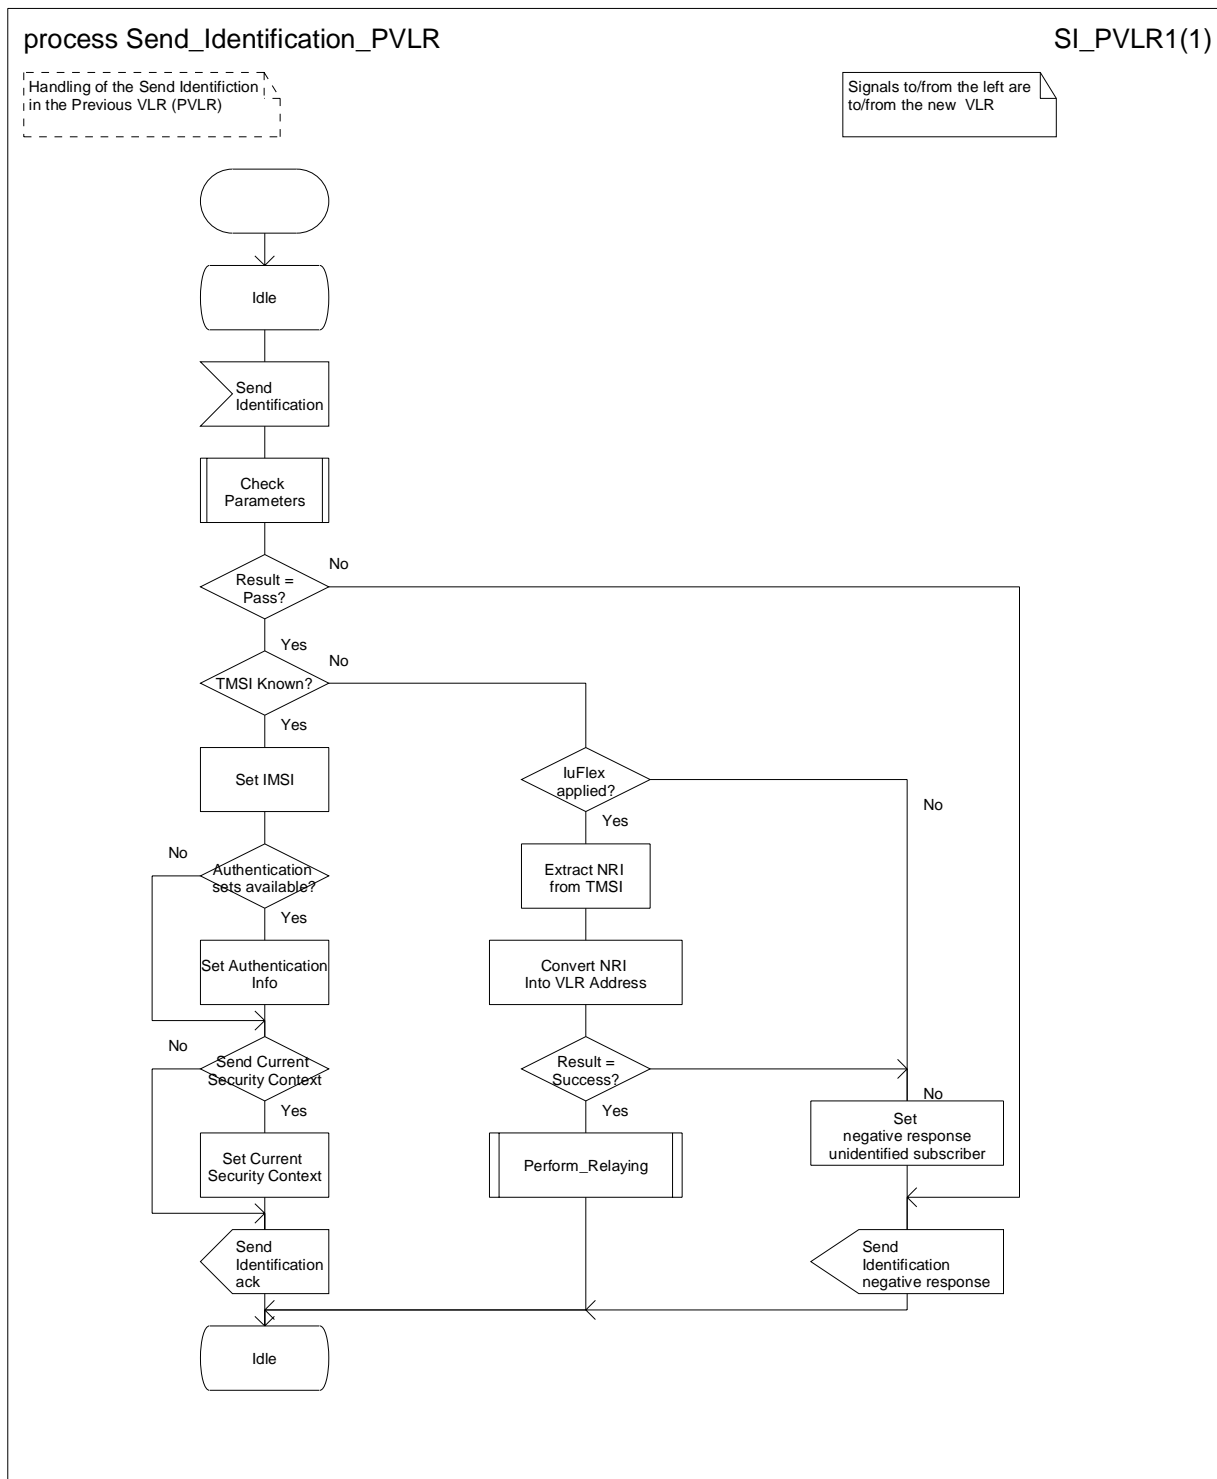 process Send_Identification_PVLR
SI_PVLR1(1)
Handling of the Send Identifiction
in the Previous VLR (PVLR)
Signals to/from the left are
to/from the new VLR
Idle
Send
Identification
Check
Parameters
Result =
Pass?
No
Yes
TMSI Known?
No
Yes
Set IMSI
IuFlex
applied?
No
Yes
Authentication
sets available?
No
Yes
Extract NRI
from TMSI
Set Authentication
Info
Convert NRI
Into VLR Address
Send Current
Security Context
No
Yes
Result =
Success?
No
Yes
Set
negative response
unidentified subscriber
Set Current
Security Context
Perform_Relaying
Send
Identification
ack
Send
Identification
negative response
Idle